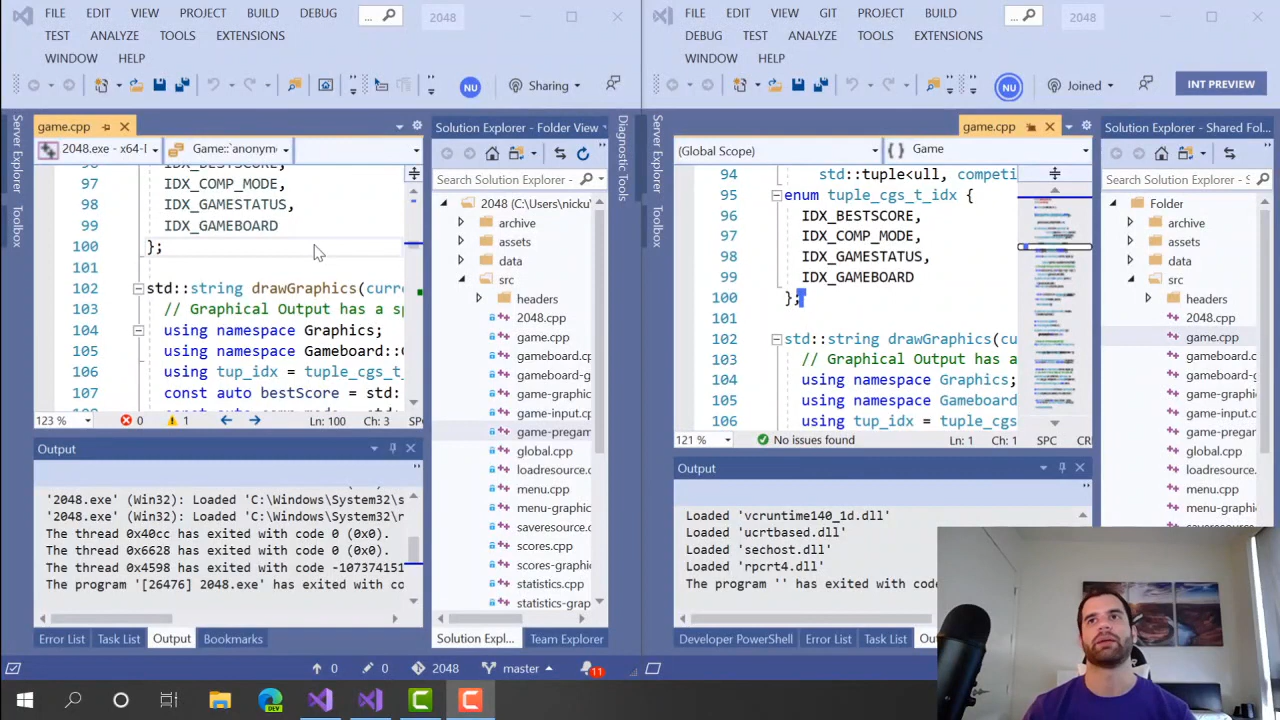 FILE EDIT VIEW PROJECT BUILD DEBUG ... 2048
TEST ANALYZE TOOLS EXTENSIONS
WINDOW HELP
NU Sharing
game.cpp
2048.exe - x64-
Game::`anonym
97 IDX_COMP_MODE,
98 IDX_GAMESTATUS,
99 IDX_GAMEBOARD
100 };
101
102 std::string drawGraphics(curre
103 // Graphical Output has a sp
104 using namespace Graphics;
105 using namespace Gameboard::
106 using tup_idx = tuple_cgs_t_
107 const auto bestScore = std:
123 % 0 1 Ch: 3 SPC
Output
'2048.exe' (Win32): Loaded 'C:\Windows\System32\s
'2048.exe' (Win32): Loaded 'C:\Windows\System32\r
The thread 0x40cc has exited with code 0 (0x0).
The thread 0x6628 has exited with code 0 (0x0).
The thread 0x4598 has exited with code -107374151
The program '[26476] 2048.exe' has exited with co
Error List Task List Output Bookmarks
Server Explorer
Toolbox
Solution Explorer - Folder View
Search Solution Explorer -
2048 (C:\Users\nicku
archive
assets
data
src
headers
2048.cpp
game.cpp
gameboard.
gameboard-g
game-graphi
game-input.c
game-pregam
global.cpp
loadresource.
menu.cpp
menu-graphi
saveresource.
scores.cpp
scores-graphi
statistics.cpp
statistics-grap
Solution Expl... Team Explorer
Diagnostic Tools
0 0 2048 master 11
FILE EDIT VIEW GIT PROJECT BUILD ... 2048
DEBUG TEST ANALYZE TOOLS EXTENSIONS
WINDOW HELP
NU Joined INT PREVIEW
game.cpp
(Global Scope) Game
94 std::tuple<ull, competi
95 enum tuple_cgs_t_idx {
96 IDX_BESTSCORE,
97 IDX_COMP_MODE,
98 IDX_GAMESTATUS,
99 IDX_GAMEBOARD
100
101
102 std::string drawGraphics(cu
103 // Graphical Output has a
104 using namespace Graphics;
105 using namespace Gameboard
106 using tup_idx = tuple_cgs
121 % No issues found Ln: 1 Ch: 1 SPC
Output
Loaded 'vcruntime140_1d.dll'
Loaded 'ucrtbased.dll'
Loaded 'sechost.dll'
Loaded 'rpcrt4.dll'
The program '' has exited with code
Developer PowerShell Error List Task List
Server Explorer
Toolbox
Solution Explorer - Shared Fol...
Search Solution Explorer -
Folder
archive
assets
data
src
headers
2048.cpp
game.cpp
gameboard.c
gameboard-g
game-graphi
game-input.c
game-pregar
global.cpp
loadresource.
menu.cpp
menu-graphi
DEV